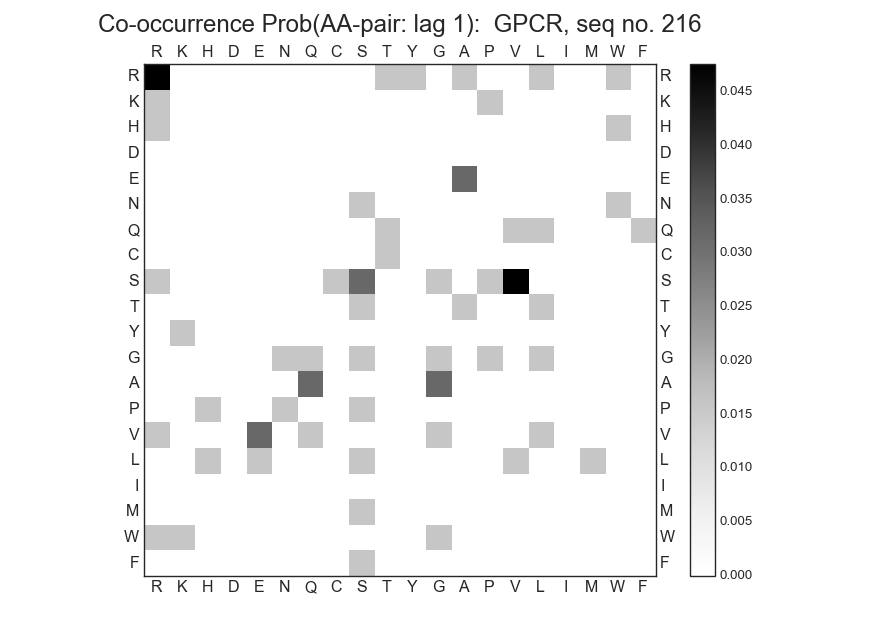 Co-occurrence Prob(AA-pair: lag 1):  GPCR, seq no. 216
R K H D E N Q C S T Y G A P V L I M W F
R R
K K
H H
D D
E E
N N
Q Q
C C
S S
T T
Y Y
G G
A A
P P
V V
L L
I I
M M
W W
F F
R K H D E N Q C S T Y G A P V L I M W F
0.045
0.040
0.035
0.030
0.025
0.020
0.015
0.010
0.005
0.000